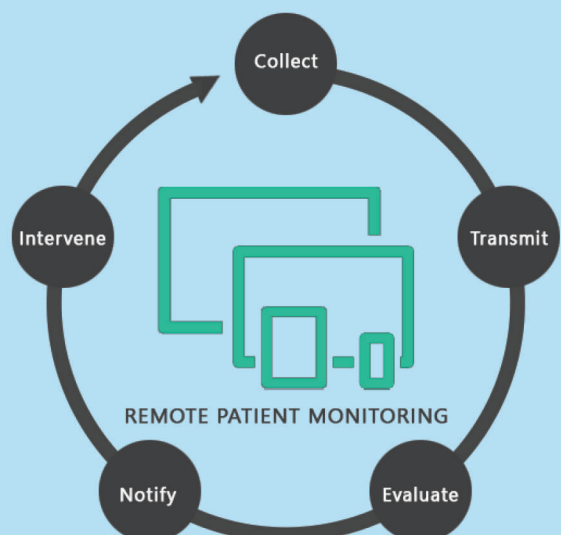 Collect
Intervene
Transmit
REMOTE PATIENT MONITORING
Notify
Evaluate